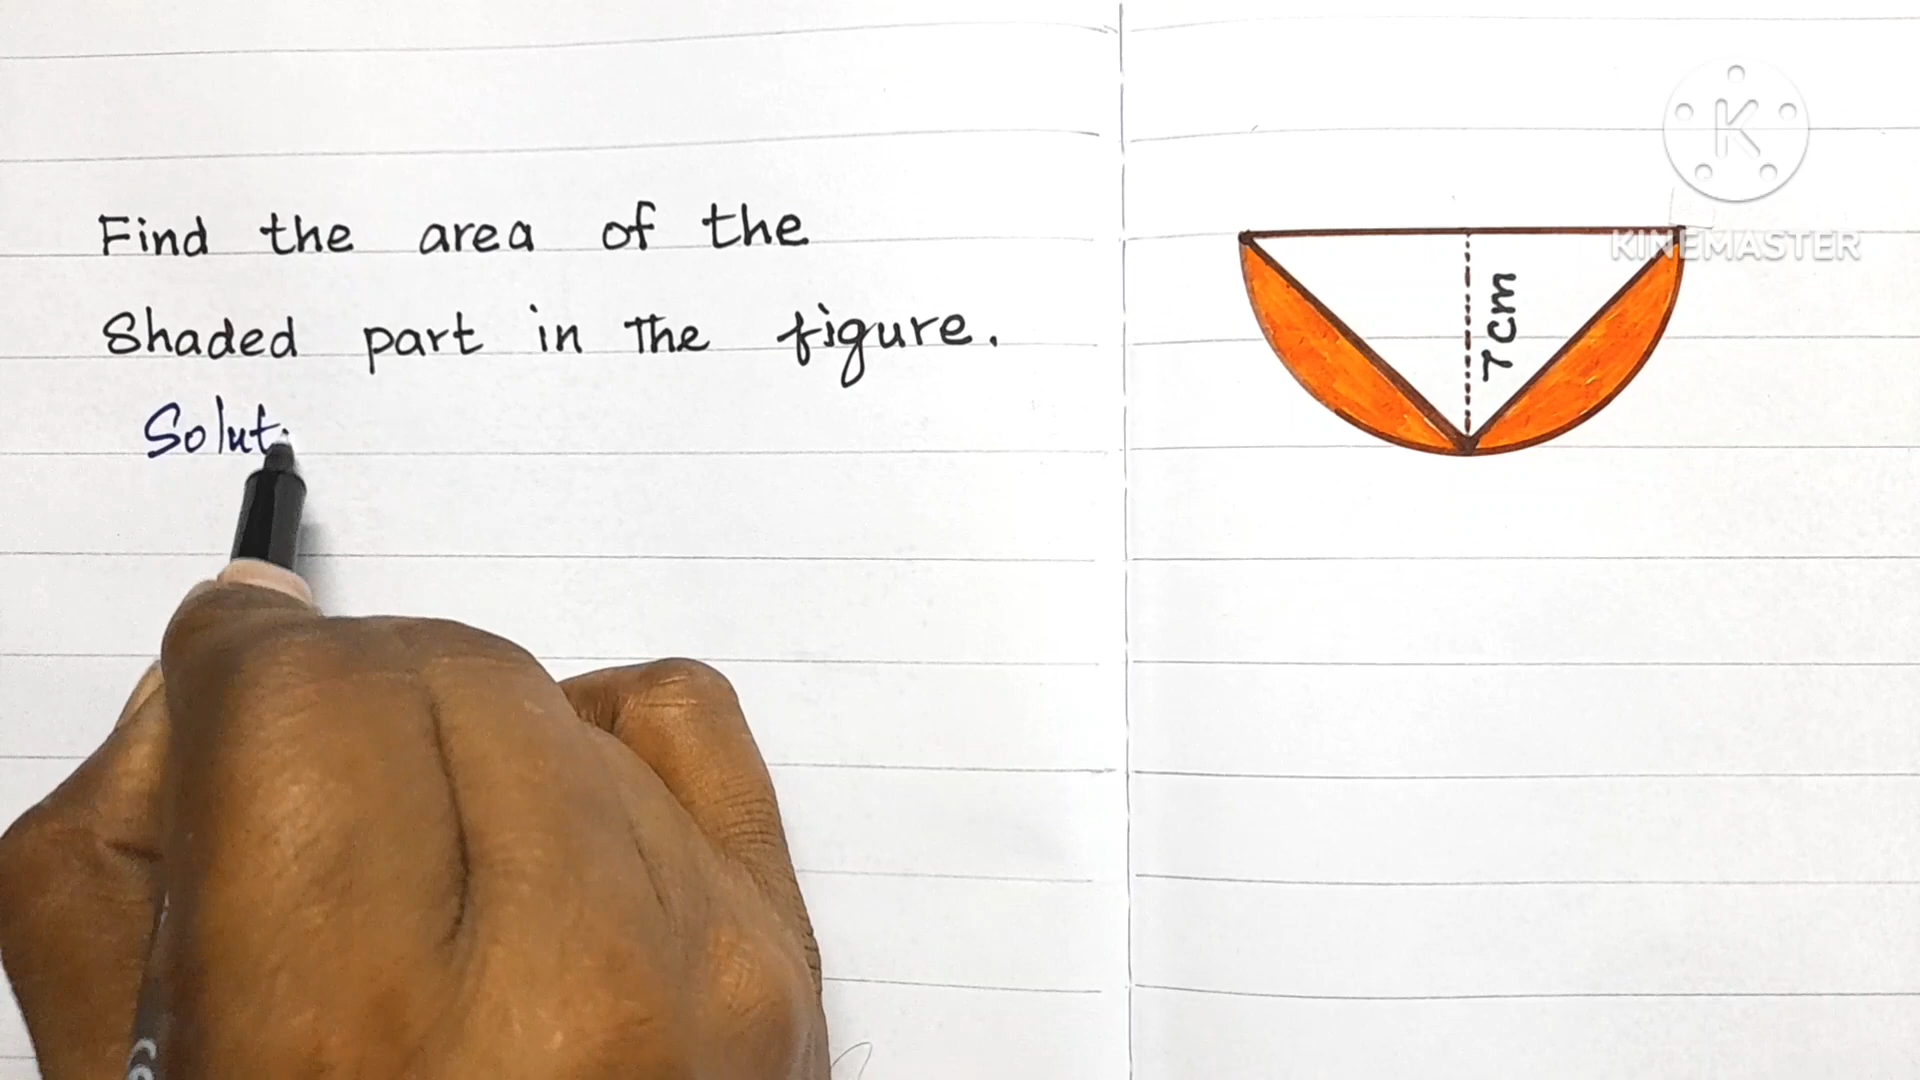 Find the area of the
Shaded part in The figure.
Solut
7cm
K
KINEMASTER